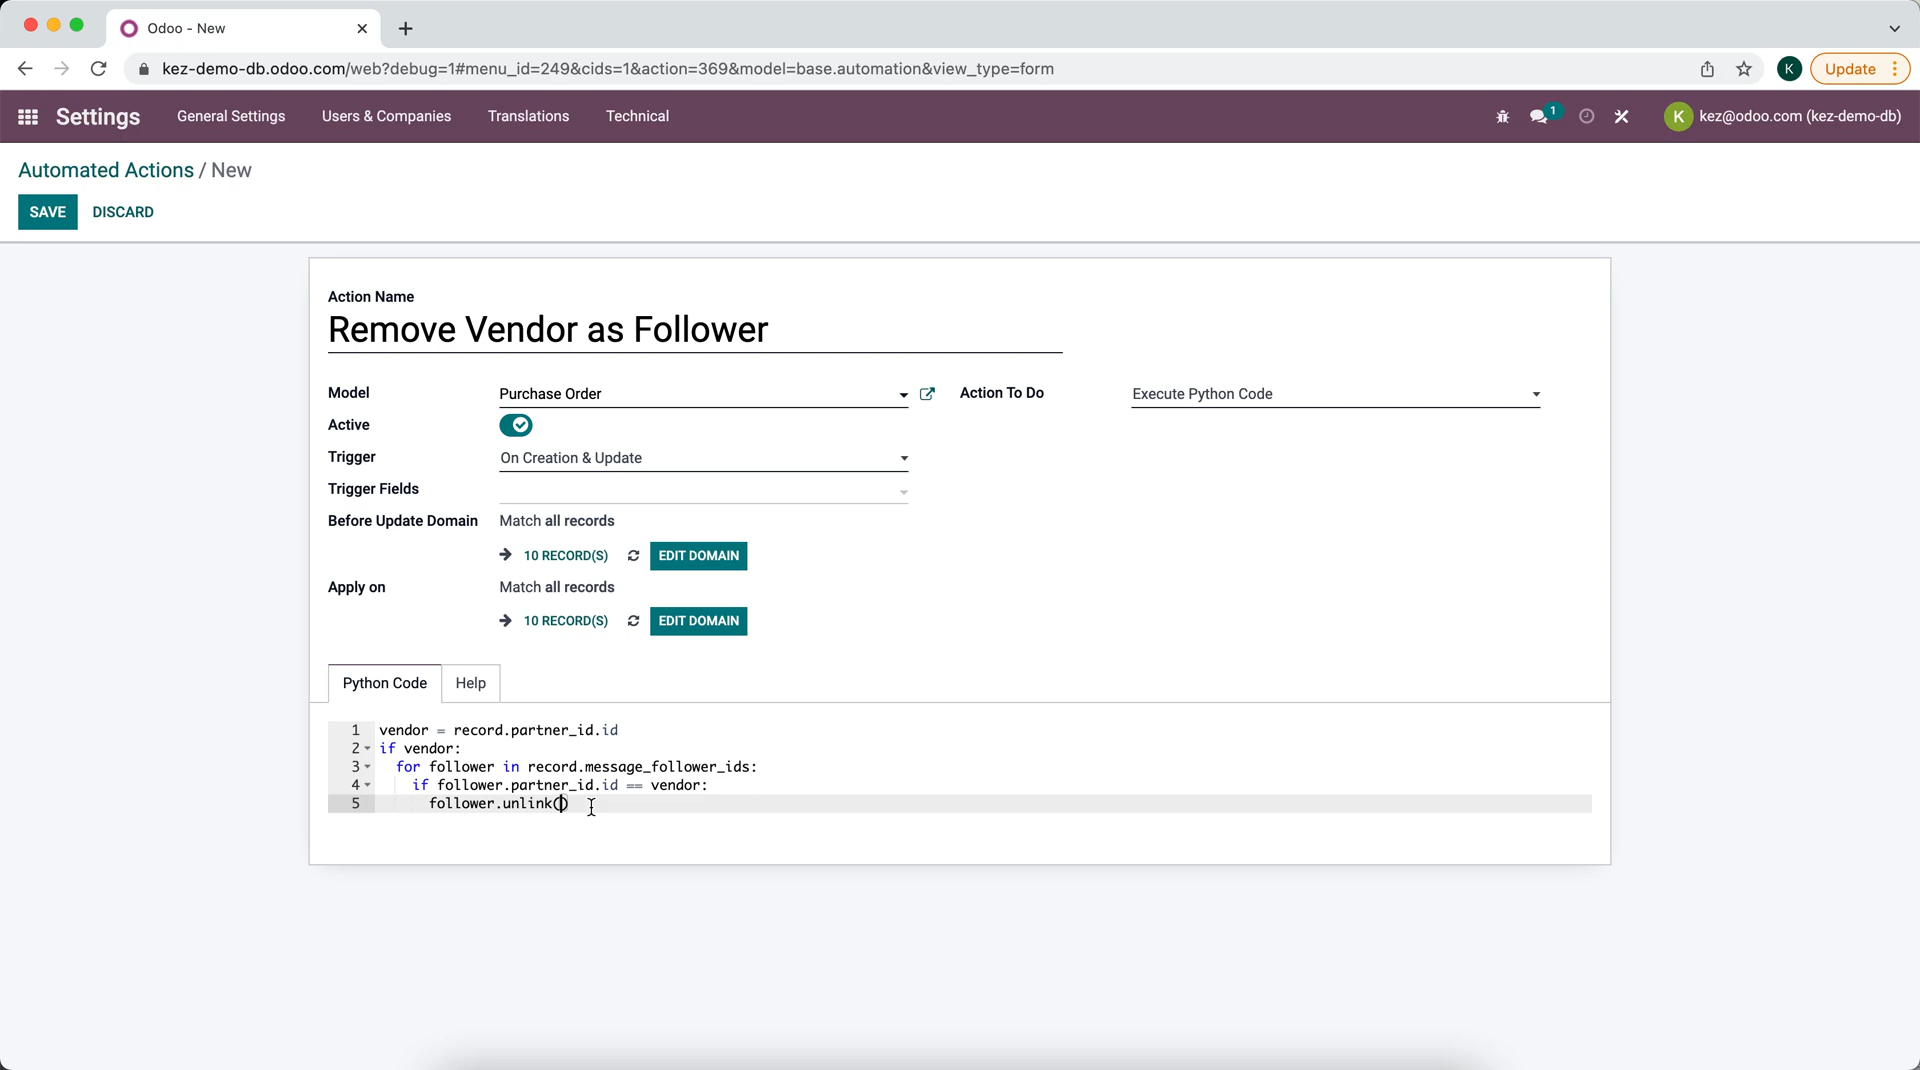 Odoo - New
kez-demo-db.odoo.com/web?debug=1#menu_id=249&cids=1&action=369&model=base.automation&view_type=form
K
Update
Settings
General Settings
Users & Companies
Translations
Technical
1
K
kez@odoo.com (kez-demo-db)
Automated Actions / New
SAVE
DISCARD
Action Name
Remove Vendor as Follower
Model
Purchase Order
Action To Do
Execute Python Code
Active
Trigger
On Creation & Update
Trigger Fields
Before Update Domain
Match all records
10 RECORD(S)
EDIT DOMAIN
Apply on
Match all records
10 RECORD(S)
EDIT DOMAIN
Python Code
Help
1 vendor = record.partner_id.id
2 if vendor:
3 for follower in record.message_follower_ids:
4 if follower.partner_id.id == vendor:
5 follower.unlink()